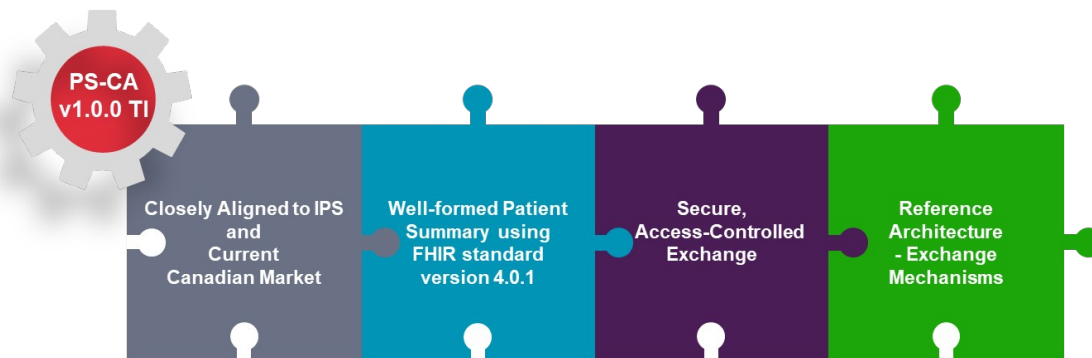 PS-CA
v1.0.0 TI
Closely Aligned to IPS
and
Current
Canadian Market
Well-formed Patient
Summary using
FHIR standard
version 4.0.1
Secure,
Access-Controlled
Exchange
Reference
Architecture
- Exchange
Mechanisms